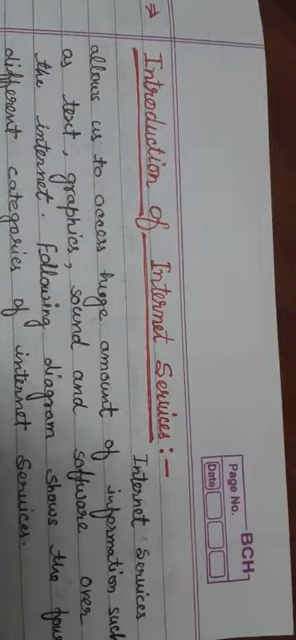 BCH
Page No.
Date
⇒ Introduction of Internet Services :-
Internet Services
allows us to access huge amount of information such
as text, graphics, sound and software over
the internet. Following diagram shows the four
different categories of internet Services.